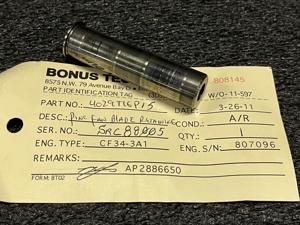 BONUS TE
808145
8575 N.W. 79 Avenue Bay
PART IDENTIFICATION TAG
W/O-11-597
PART NO.: 4029T16P15 3-26-11
DESC.: PIN FAN BLADE RETAINING COND.: A/R
SER. NO.: QTY.: 1
ENG. TYPE: CF34-3A1 ENG. S/N: 807096
REMARKS:
AP2886650
FORM: BT02